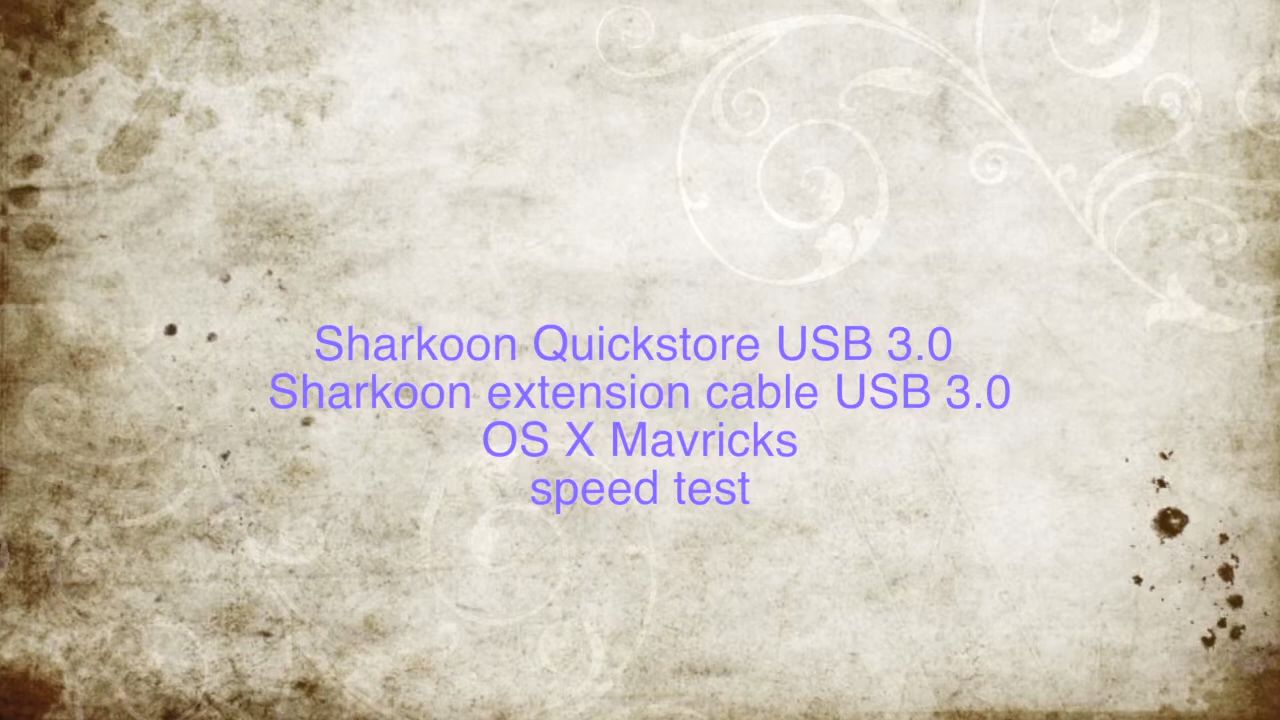 Sharkoon Quickstore USB 3.0
Sharkoon extension cable USB 3.0
OS X Mavricks
speed test